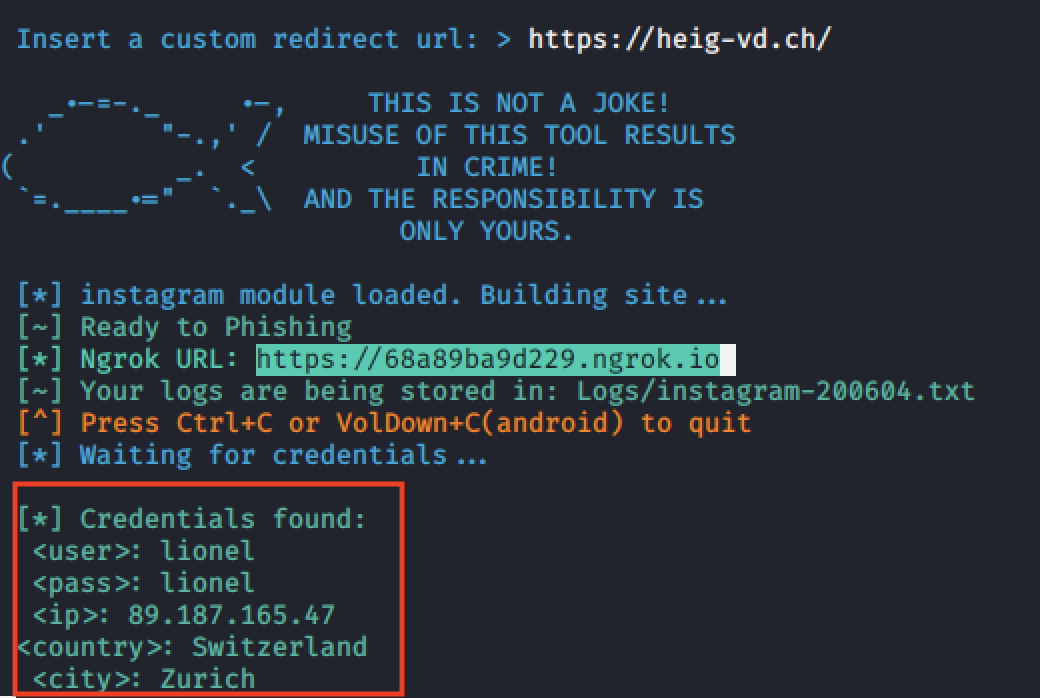 Insert a custom redirect url: > https://heig-vd.ch/
THIS IS NOT A JOKE!
MISUSE OF THIS TOOL RESULTS
IN CRIME!
AND THE RESPONSIBILITY IS
ONLY YOURS.
[*] instagram module loaded. Building site...
[~] Ready to Phishing
[*] Ngrok URL: https://68a89ba9d229.ngrok.io
[~] Your logs are being stored in: Logs/instagram-200604.txt
[^] Press Ctrl+C or VolDown+C(android) to quit
[*] Waiting for credentials...
[*] Credentials found:
<user>: lionel
<pass>: lionel
<ip>: 89.187.165.47
<country>: Switzerland
<city>: Zurich